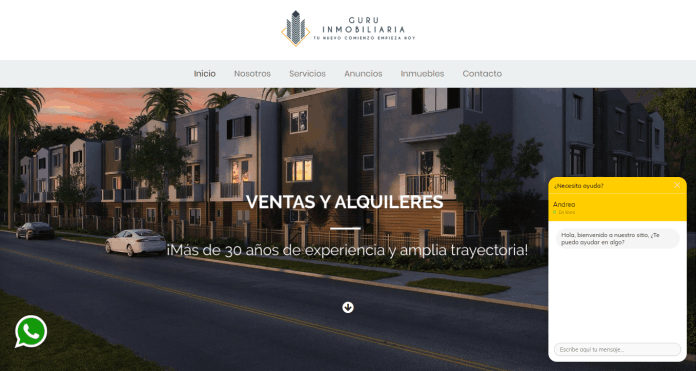 GURU
INMOBILIARIA
TU NUEVO COMIENZO EMPIEZA HOY
Inicio Nosotros Servicios Anuncios Inmuebles Contacto
VENTAS Y ALQUILERES
¡Más de 30 años de experiencia y amplia trayectoria!
¿Necesita ayuda?
Andrea
Hola, bienvenido a nuestro sitio, ¿Te
puedo ayudar en algo?
Escribe aquí tu mensaje...